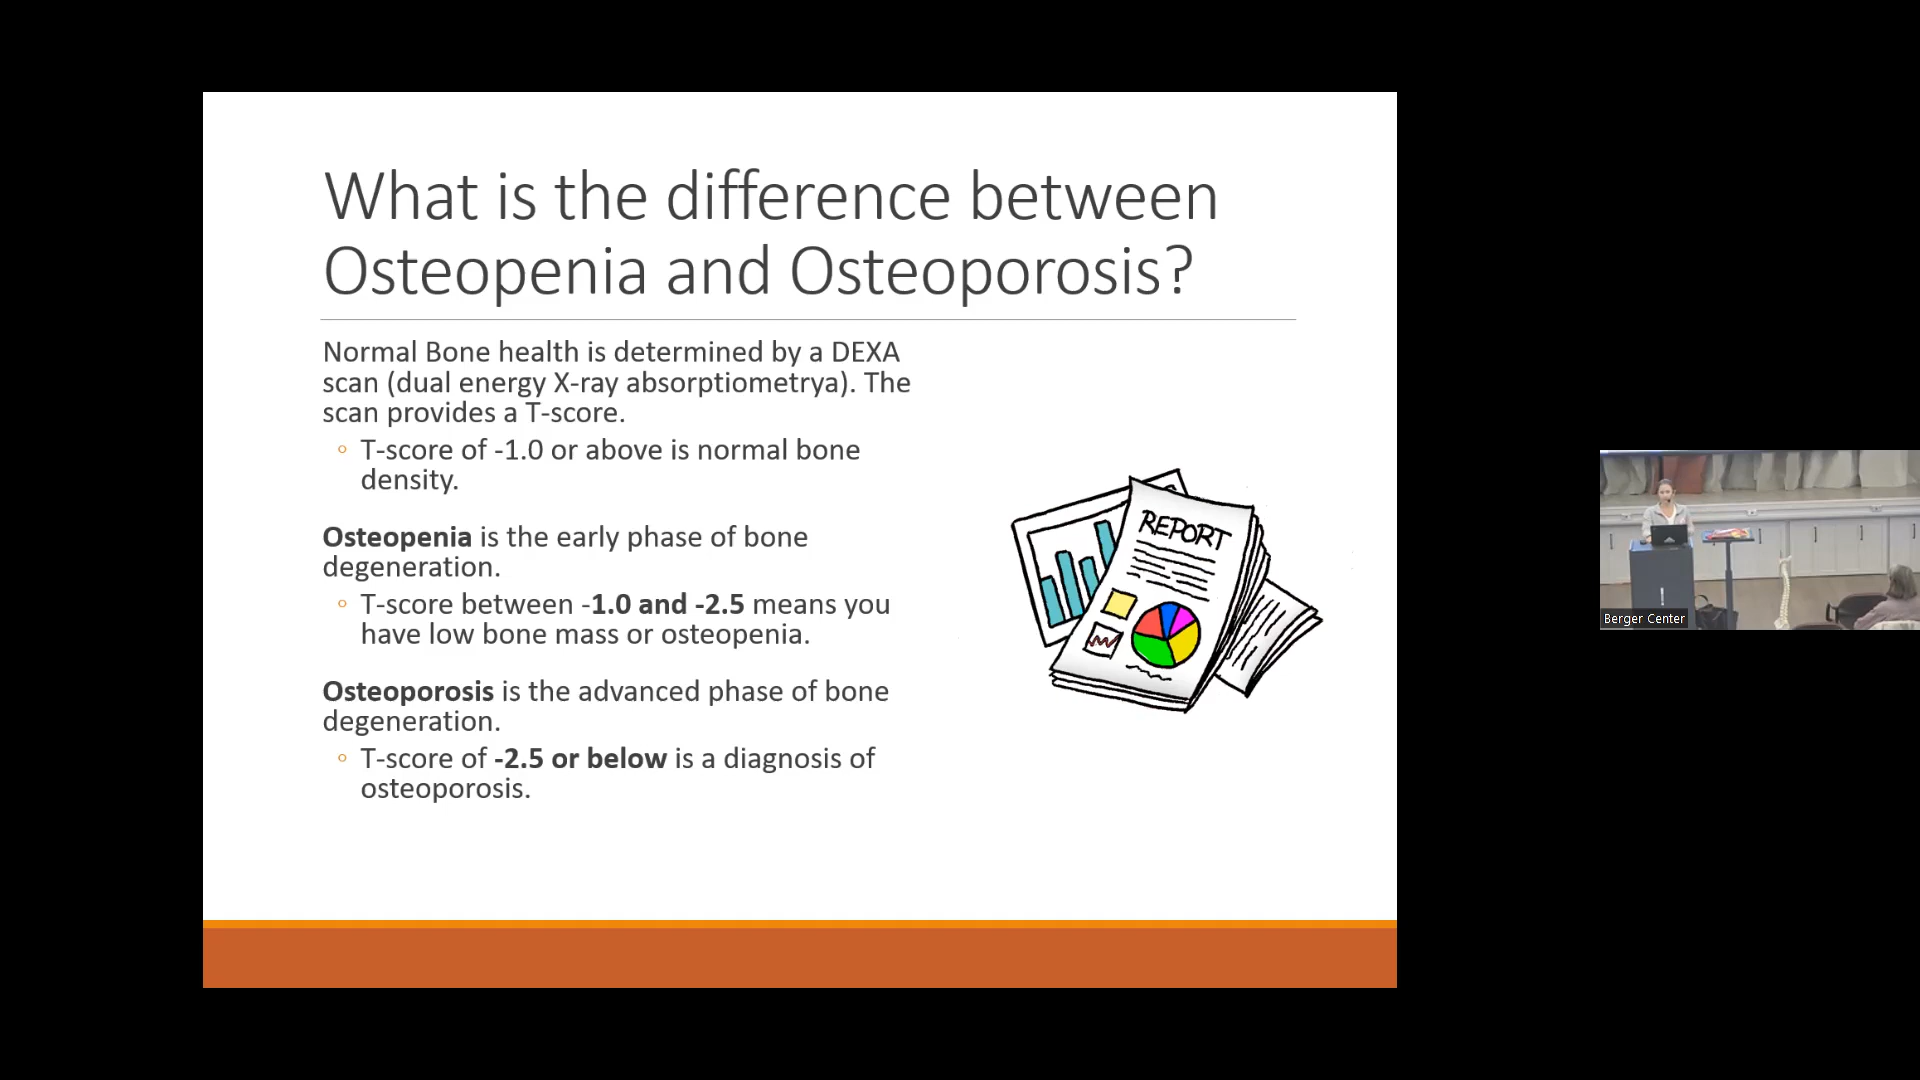 What is the difference between
Osteopenia and Osteoporosis?
Normal Bone health is determined by a DEXA
scan (dual energy X-ray absorptiometrya). The
scan provides a T-score.
◦ T-score of -1.0 or above is normal bone
density.
Osteopenia is the early phase of bone
degeneration.
◦ T-score between -1.0 and -2.5 means you
have low bone mass or osteopenia.
Osteoporosis is the advanced phase of bone
degeneration.
◦ T-score of -2.5 or below is a diagnosis of
osteoporosis.
REPORT
Berger Center